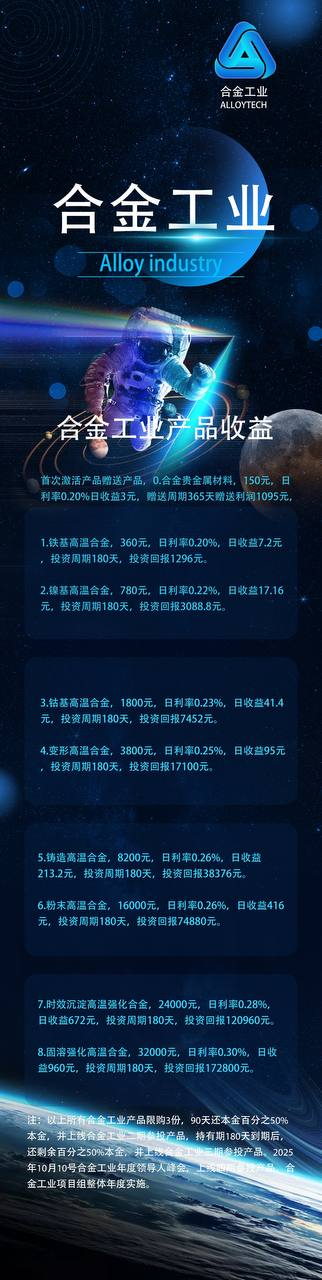 合金工业
ALLOYTECH
合金工业
Alloy industry
合金工业产品收益
首次激活产品赠送产品，0.合金贵金属材料，150元，日
利率0.20%日收益3元，赠送周期365天赠送利润1095元，
1.铁基高温合金，360元，日利率0.20%，日收益7.2元
，投资周期180天，投资回报1296元。
2.镍基高温合金，780元，日利率0.22%，日收益17.16
元，投资周期180天，投资回报3088.8元。
3.钴基高温合金，1800元，日利率0.23%，日收益41.4
元，投资周期180天，投资回报7452元。
4.变形高温合金，3800元，日利率0.25%，日收益95元
，投资周期180天，投资回报17100元。
5.铸造高温合金，8200元，日利率0.26%，日收益
213.2元，投资周期180天，投资回报38376元。
6.粉末高温合金，16000元，日利率0.26%，日收益416
元，投资周期180天，投资回报74880元。
7.时效沉淀高温强化合金，24000元，日利率0.28%，
日收益672元，投资周期180天，投资回报120960元。
8.固溶强化高温合金，32000元，日利率0.30%，日收
益960元，投资周期180天，投资回报172800元。
注：以上所有合金工业产品限购3份，90天还本金百分之50%
本金，并上线合金工业二期参投产品，持有期180天到期后，
还剩余百分之50%本金，并上线合金工业三期参投产品。2025
年10月10号合金工业年度领导人峰会，上线四期参投产品，合
金工业项目组整体年度实施。